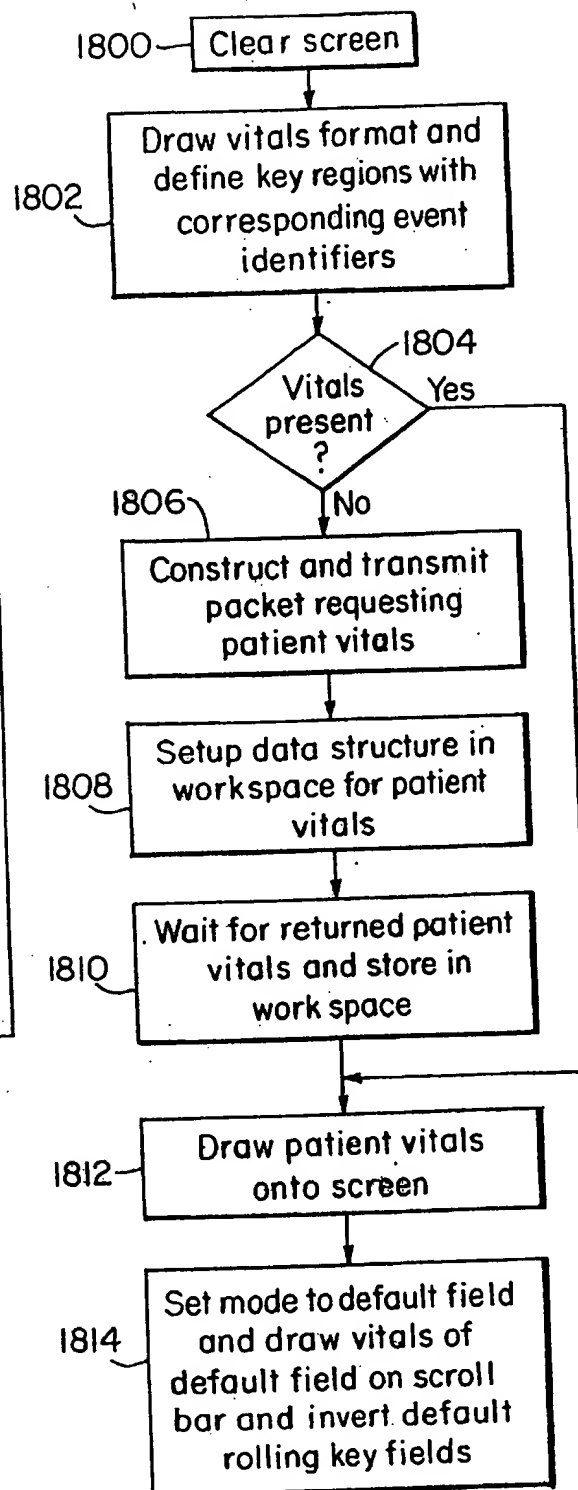 1800
Clear screen
1802
Draw vitals format and
define key regions with
corresponding event
identifiers
1804
Vitals
present
?
Yes
No
1806
Construct and transmit
packet requesting
patient vitals
1808
Setup data structure in
workspace for patient
vitals
1810
Wait for returned patient
vitals and store in
work space
1812
Draw patient vitals
onto screen
1814
Set mode to default field
and draw vitals of
default field on scroll
bar and invert default
rolling key fields